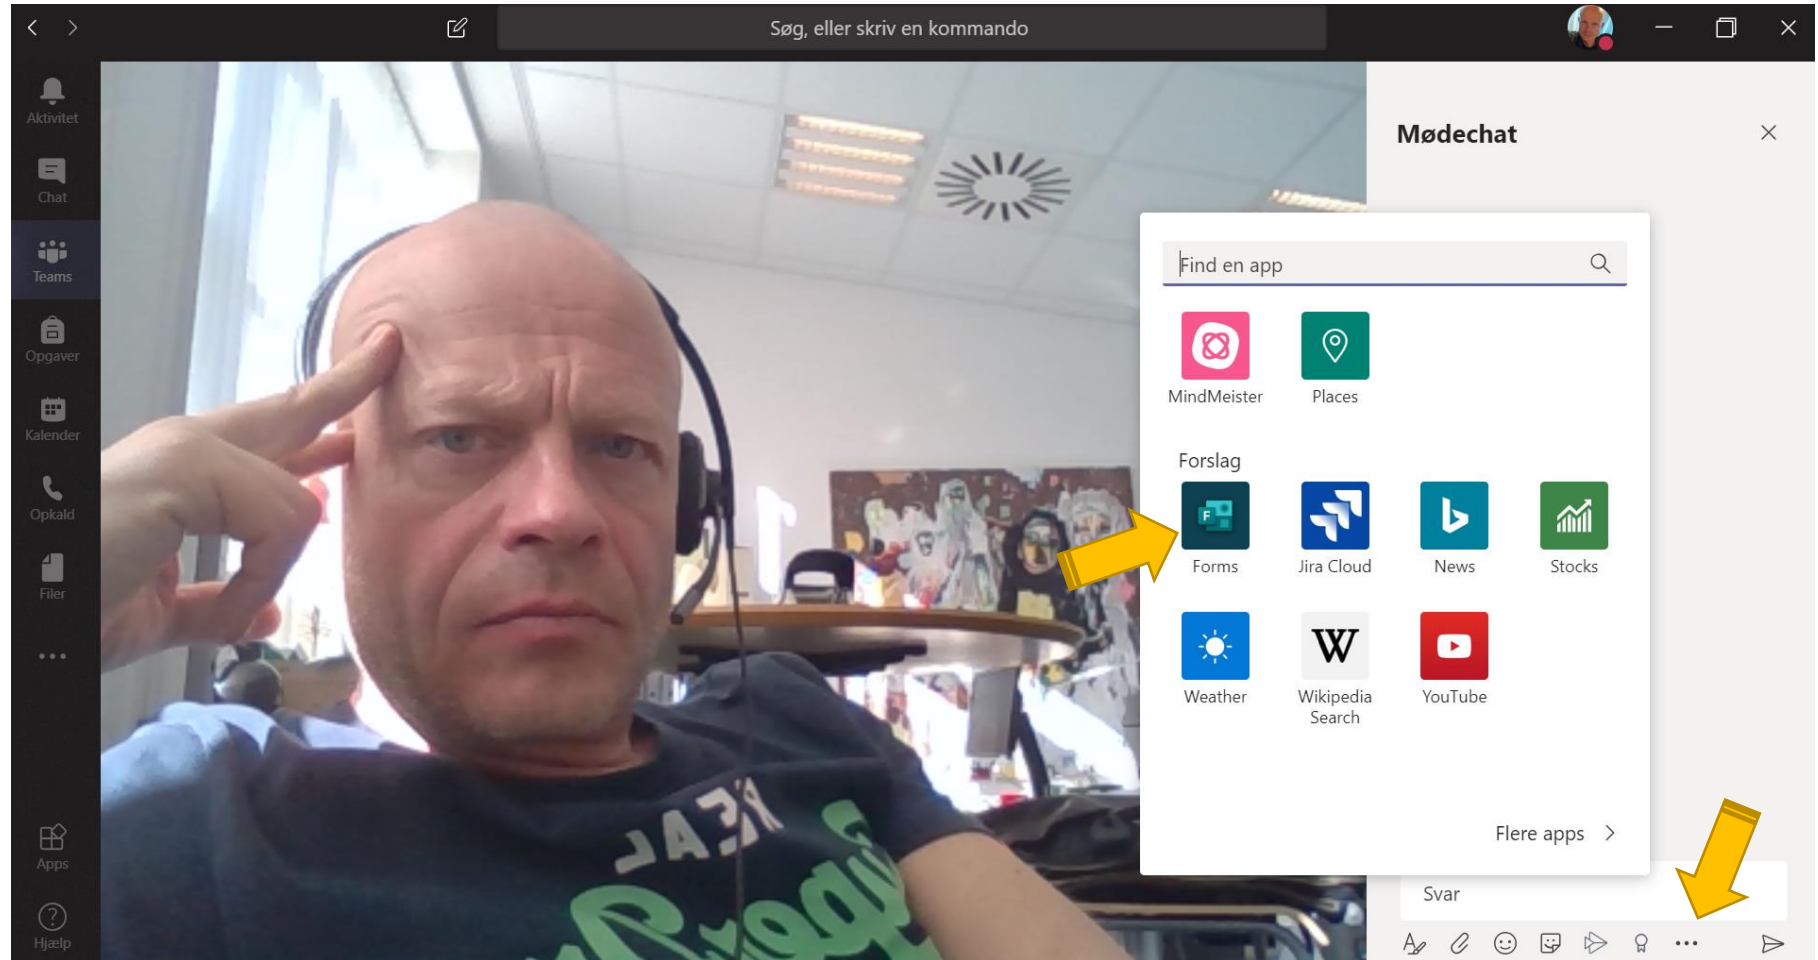 Søg, eller skriv en kommando
Aktivitet
Chat
Teams
Opgaver
Kalender
Opkald
Filer
Apps
Hjælp
Mødechat
Find en app
MindMeister
Places
Forslag
Forms
Jira Cloud
News
Stocks
Weather
Wikipedia
Search
YouTube
Flere apps
Svar
REAL